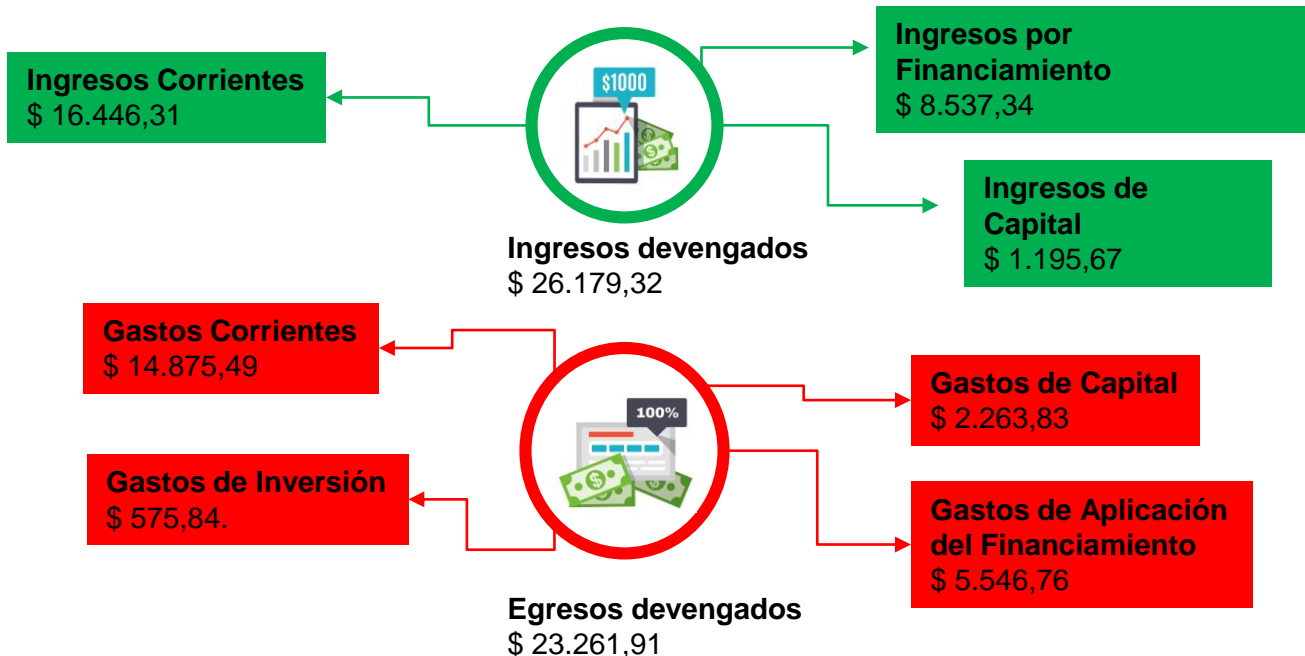 Ingresos Corrientes
$ 16.446,31
$1000
Ingresos por
Financiamiento
$ 8.537,34
Ingresos de
Capital
$ 1.195,67
Ingresos devengados
$ 26.179,32
Gastos Corrientes
$ 14.875,49
100%
Gastos de Capital
$ 2.263,83
Gastos de Inversión
$ 575,84.
Gastos de Aplicación
del Financiamiento
$ 5.546,76
Egresos devengados
$ 23.261,91